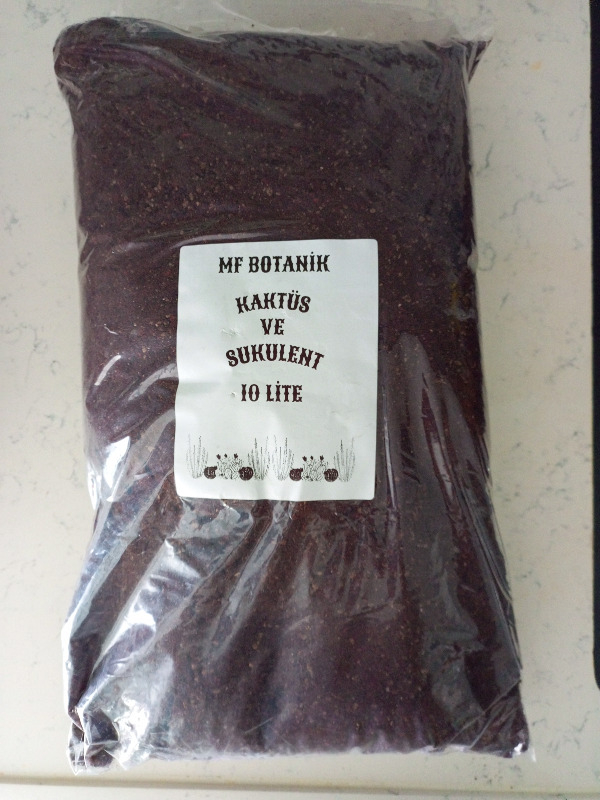 MF BOTANİK
KAKTÜS
VE
SUKULENT
10 LİTE